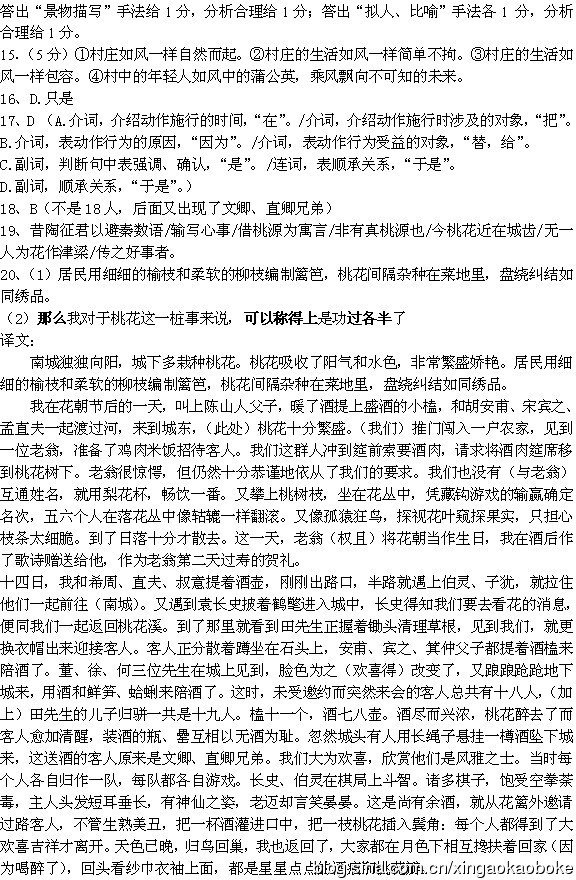 答出“景物描写”手法给1分，分析合理给1分；答出“拟人、比喻”手法各1分，分析
合理给1分。
15.（5分）①村庄如风一样自然而起。②村庄的生活如风一样简单不拘。③村庄的生活如
风一样包容。④村中的年轻人如风中的蒲公英，乘风飘向不可知的未来。
16、D.只是
17、D（A.介词，介绍动作施行的时间，“在”。/介词，介绍动作施行时涉及的对象，“把”。
B.介词，表动作行为的原因，“因为”。/介词，表动作行为受益的对象，“替，给”。
C.副词，判断句中表强调、确认，“是”。/连词，表顺承关系，“于是”。
D.副词，顺承关系，“于是”。）
18、B（不是18人，后面又出现了文卿、直卿兄弟）
19、昔陶征君以避秦数语/输写心事/借桃源为寓言/非有真桃源也/今桃花近在城齿/无一
人为花作津梁/传之好事者。
20、（1）居民用细细的榆枝和柔软的柳枝编制篱笆，桃花间隔杂种在菜地里，盘绕纠结如
同绣品。
（2）那么我对于桃花这一桩事来说，可以称得上是功过各半了
译文：
南城独独向阳，城下多栽种桃花。桃花吸收了阳气和水色，非常繁盛娇艳。居民用细
细的榆枝和柔软的柳枝编制篱笆，桃花间隔杂种在菜地里，盘绕纠结如同绣品。
我在花朝节后的一天，叫上陈山人父子，暖了酒提上盛酒的小榼，和胡安甫、宋宾之、
孟直夫一起渡过河，来到城东，（此处）桃花十分繁盛。（我们）推门闯入一户农家，见到
一位老翁，准备了鸡肉米饭招待客人。我们这群人冲到筵前索要酒肉，请求将酒肉筵席移
到桃花树下。老翁很惊愕，但仍然十分恭谨地依从了我们的要求。我们也没有（与老翁）
互通姓名，就用梨花杯，畅饮一番。又攀上桃树枝，坐在花丛中，凭藏钩游戏的输赢确定
名次，五六个人在落花丛中像轱辘一样翻滚。又像孤猿狂鸟，探视花叶窥探果实，只担心
枝条太细脆。到了日落十分才散去。这一天，老翁（权且）将花朝当作生日，我在酒后作
了歌诗赠送给他，作为老翁第二天过寿的贺礼。
十四日，我和希周、直夫、叔意提着酒壶，刚刚出路口，半路就遇上伯灵、子犹，就拉住
他们一起前往（南城）。又遇到袁长史披着鹤氅进入城中，长史得知我们要去看花的消息，
便同我们一起返回桃花溪。到了那里就看到田先生正握着锄头清理草根，见到我们，就更
换衣帽出来迎接客人。客人正分散着蹲坐在石头上，安甫、宾之、箕仲父子都提着酒榼来
陪酒了。董、徐、何三位先生在城上见到，脸色为之（欢喜得）改变了，又踉踉跄跄地下
城来，用酒和鲜笋、蛤蜊来陪酒了。这时，未受邀约而突然来会的客人总共有十八人，（加
上）田先生的儿子归骈一共是十九人。榼十一个，酒七八壶。酒尽而兴浓，桃花醉去了而
客人愈加清醒，装酒的瓶、罍互相以无酒为耻。忽然城头有人用长绳子悬挂一樽酒坠下城
来，这送酒的客人原来是文卿、直卿兄弟。我们大为欢喜，欣赏他们是风雅之士。当时每
个人各自归作一队，每队都各自游戏。长史、伯灵在棋局上斗智。诸多棋子，饱受空拳荼
毒，主人头发短耳垂长，有神仙之姿，老迈却言笑晏晏。这是尚有余酒，就从花篱外邀请
过路客人，不管生熟美丑，把一杯酒灌进口中，把一枝桃花插入鬓角：每个人都得到了大
欢喜吉祥才离开。天色已晚，归鸟回巢，我也返回了，大家都在月色下相互搀扶着回家（因
为喝醉了），回头看纱巾衣袖上面，都是星星点点的酒痕和花瓣。
blog.sina.com.cn/xingaokaoboke